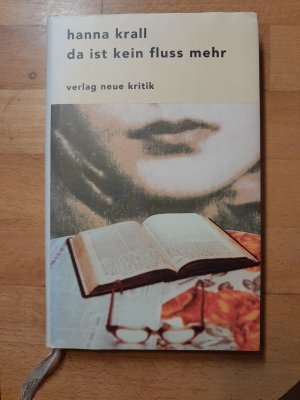 hanna krall
da ist kein fluss mehr
verlag neue kritik